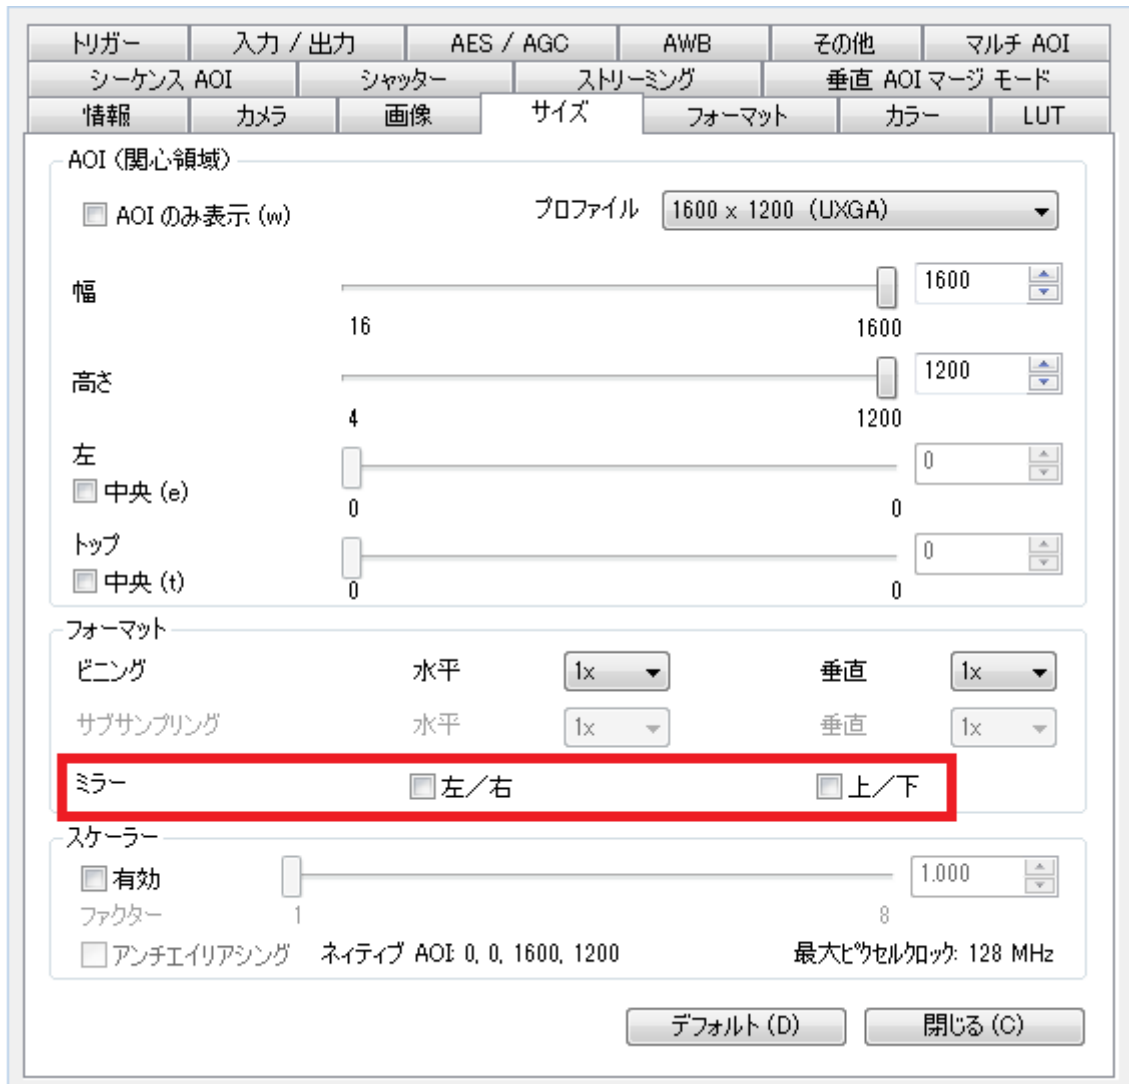 トリガー 入力 / 出力 AES / AGC AWB その他 マルチ AOI
シーケンス AOI シャッター ストリーミング 垂直 AOI マージ モード
情報 カメラ 画像 サイズ フォーマット カラー LUT
AOI (関心領域)
AOI のみ表示 (w) プロファイル 1600 x 1200 (UXGA)
幅 1600
16 1600
高さ 1200
4 1200
左 0
中央 (e)
0 0
トップ 0
中央 (t)
0 0
フォーマット
ビニング 水平 1x 垂直 1x
サブサンプリング 水平 1x 垂直 1x
ミラー 左／右 上／下
スケーラー
有効 1.000
ファクター 1 8
アンチエイリアシング ネイティブ AOI: 0, 0, 1600, 1200 最大ピクセルクロック: 128 MHz
デフォルト (D) 閉じる (C)